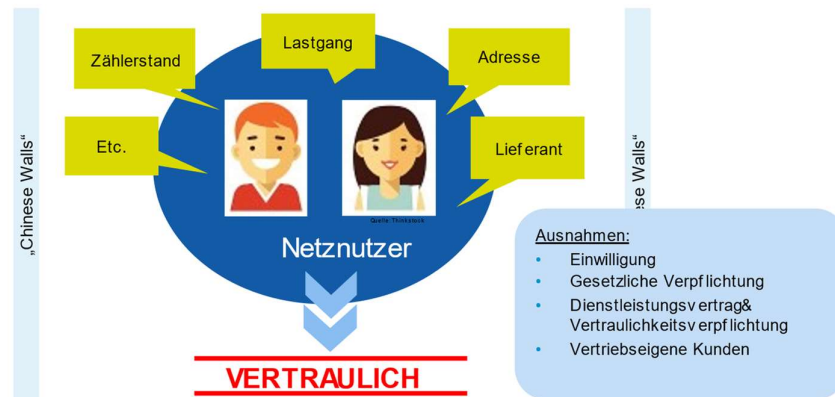 Lastgang
Zählerstand
Adresse
Etc.
Lieferant
„Chinese Walls“
Quelle: Thinkstock
Netznutzer
VERTRAULICH
ese Walls“
Ausnahmen:
• Einwilligung
• Gesetzliche Verpflichtung
• Dienstleistungsvertrag&
Vertraulichkeitsverpflichtung
• Vertriebseigene Kunden